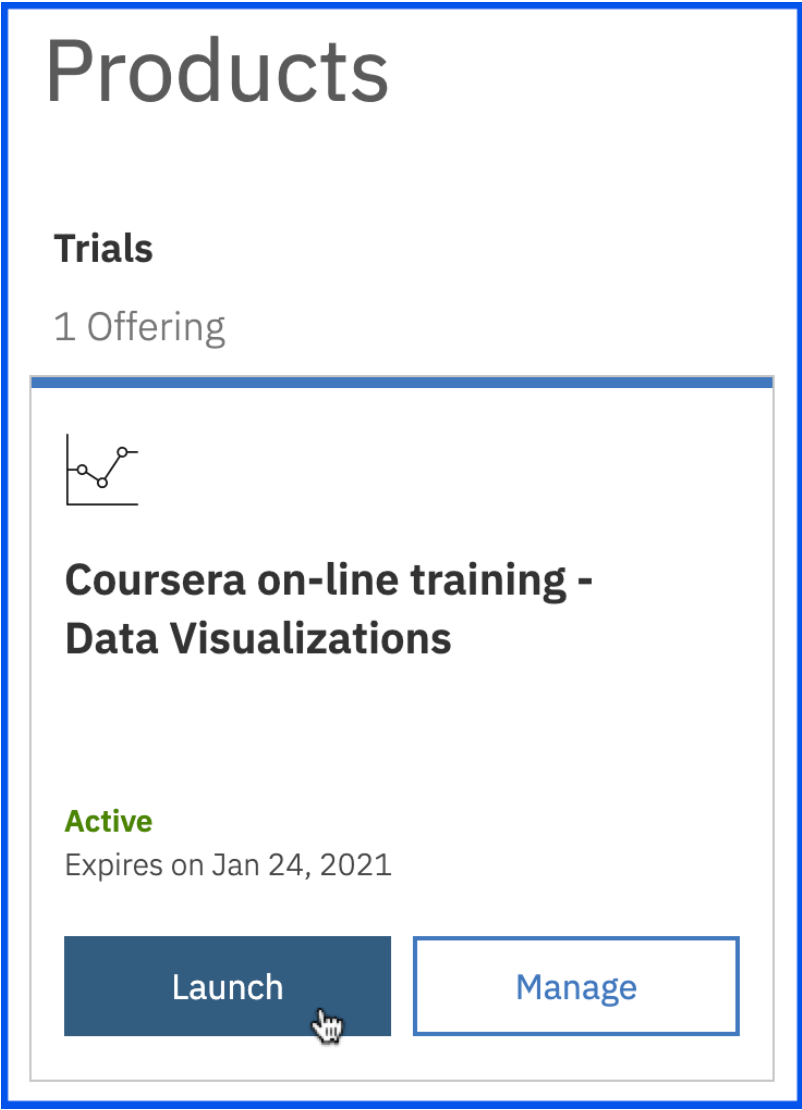 Products
Trials
1 Offering
Coursera on-line training -
Data Visualizations
Active
Expires on Jan 24, 2021
Launch
Manage